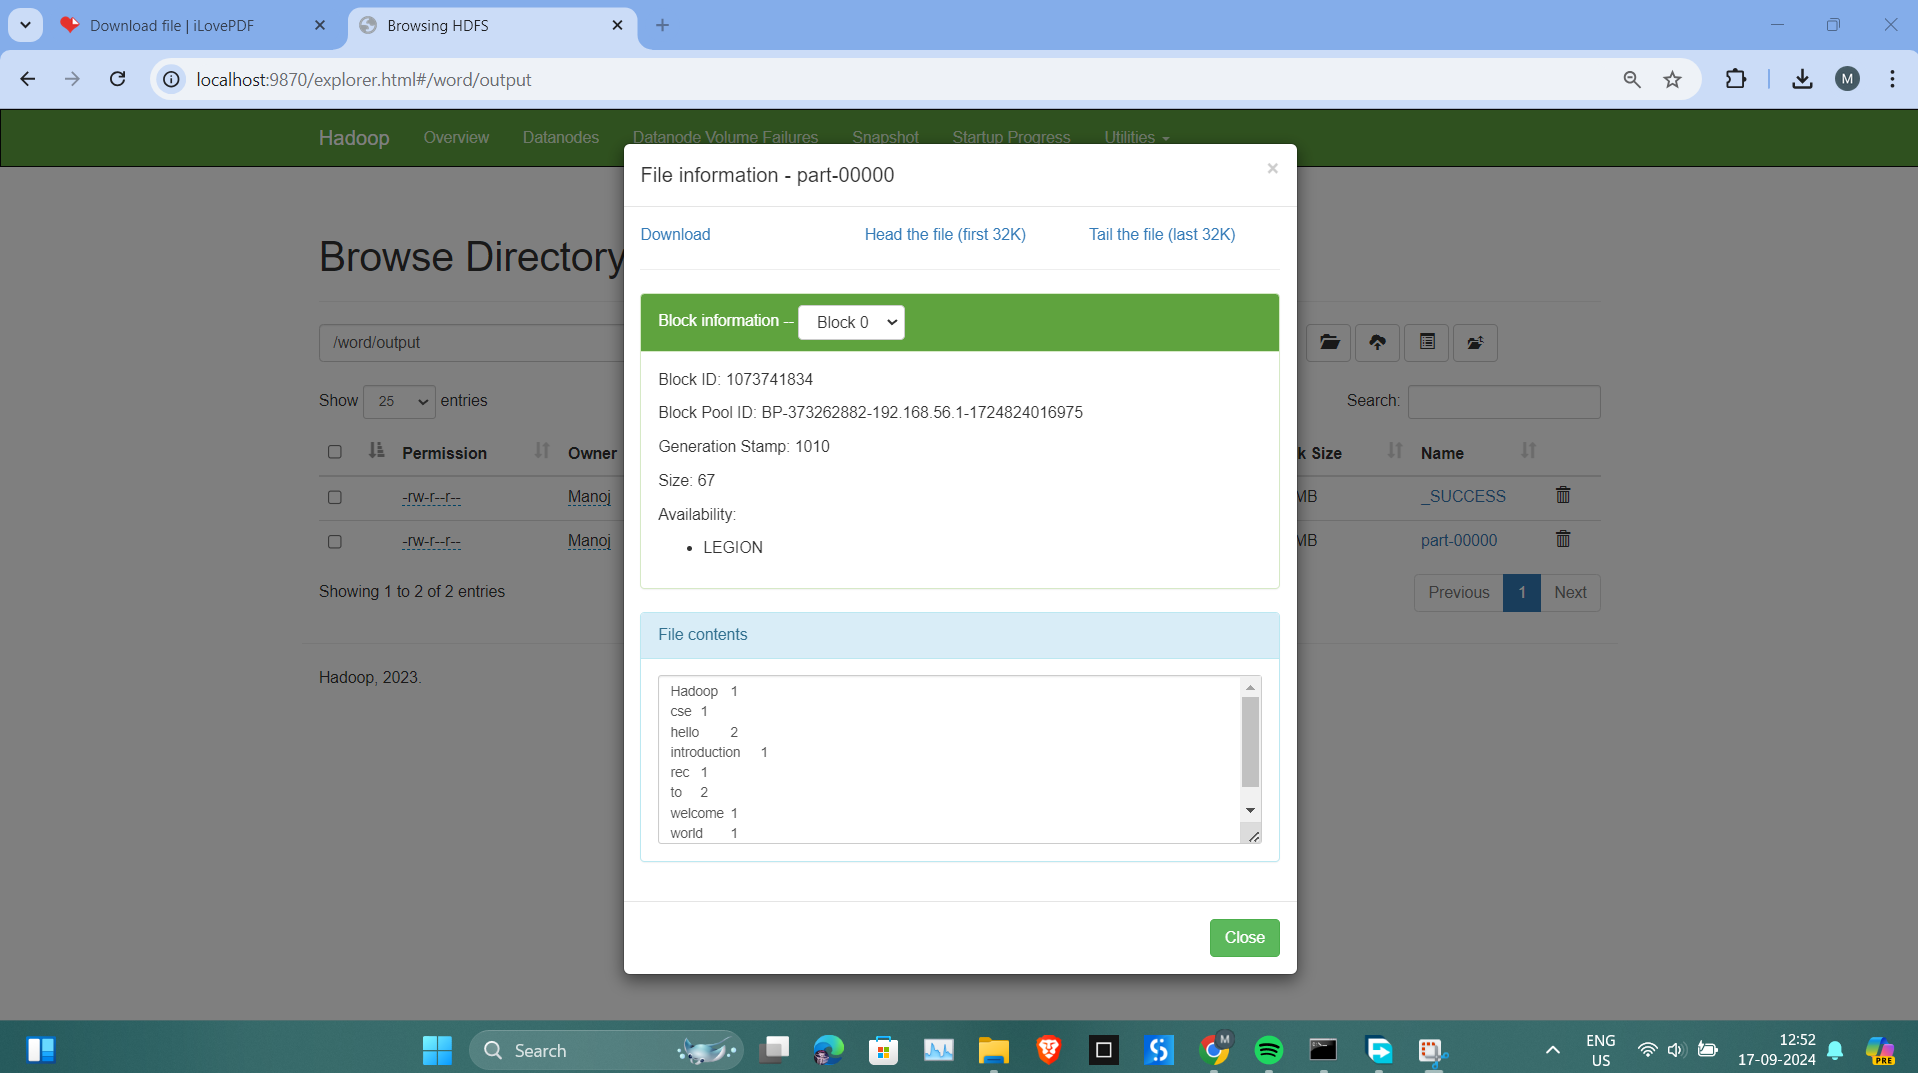 Download file | iLovePDF
Browsing HDFS
localhost:9870/explorer.html#/word/output
M
Hadoop Overview Datanodes Datanode Volume Failures Snapshot Startup Progress Utilities
File information - part-00000
×
Download Head the file (first 32K) Tail the file (last 32K)
Browse Directory
Block information -- Block 0
/word/output
Block ID: 1073741834
Show 25 entries
Search:
Block Pool ID: BP-373262882-192.168.56.1-1724824016975
Generation Stamp: 1010
Permission Owner k Size Name
Size: 67
-rw-r--r-- Manoj MB _SUCCESS
Availability:
-rw-r--r-- Manoj MB part-00000
• LEGION
Showing 1 to 2 of 2 entries
Previous 1 Next
File contents
Hadoop, 2023.
Hadoop 1
cse 1
hello 2
introduction 1
rec 1
to 2
welcome 1
world 1
Close
Search
M
ENG
US
12:52
17-09-2024
PRE